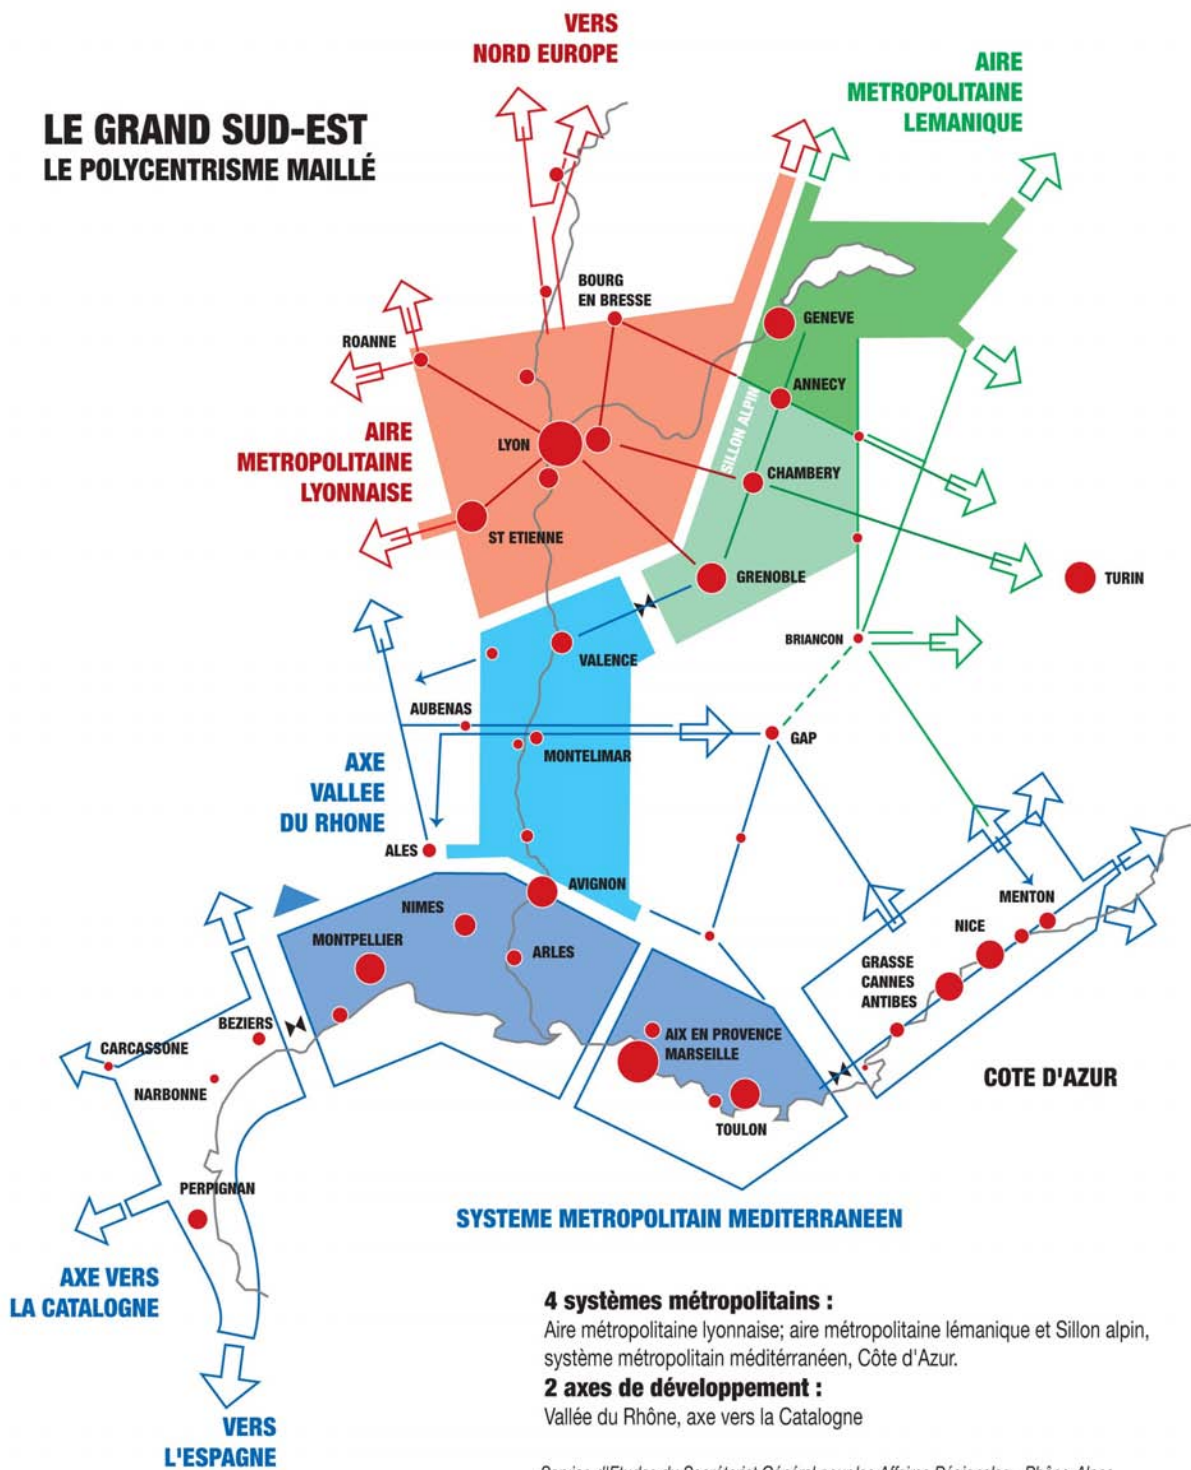 VERS
NORD EUROPE
AIRE
METROPOLITAINE
LEMANIQUE
LE GRAND SUD-EST
LE POLYCENTRISME MAILLÉ
BOURG
EN BRESSE
GENEVE
ROANNE
ANNECY
SILLON ALPIN
AIRE
METROPOLITAINE
LYONNAISE
LYON
CHAMBERY
ST ETIENNE
GRENOBLE
TURIN
BRIANCON
VALENCE
AUBENAS
GAP
MONTELIMAR
AXE
VALLEE
DU RHONE
ALES
AVIGNON
NIMES
MENTON
MONTPELLIER
ARLES
NICE
GRASSE
CANNES
ANTIBES
BEZIERS
AIX EN PROVENCE
MARSEILLE
CARCASSONE
NARBONNE
COTE D'AZUR
TOULON
PERPIGNAN
SYSTEME METROPOLITAIN MEDITERRANEEN
AXE VERS
LA CATALOGNE
4 systèmes métropolitains :
Aire métropolitaine lyonnaise; aire métropolitaine lémanique et Sillon alpin,
système métropolitain méditérranéen, Côte d'Azur.
2 axes de développement :
Vallée du Rhône, axe vers la Catalogne
VERS
L'ESPAGNE